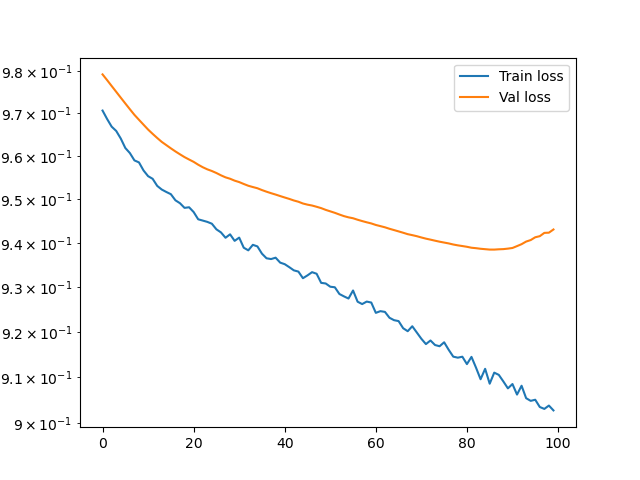 9.8 × 10⁻¹
9.7 × 10⁻¹
9.6 × 10⁻¹
9.5 × 10⁻¹
9.4 × 10⁻¹
9.3 × 10⁻¹
9.2 × 10⁻¹
9.1 × 10⁻¹
9 × 10⁻¹
0 20 40 60 80 100
Train loss
Val loss